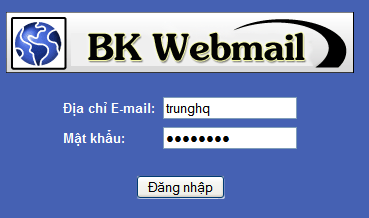 BK Webmail
Địa chỉ E-mail: trunghq
Mật khẩu: ●●●●●●●●
Đăng nhập